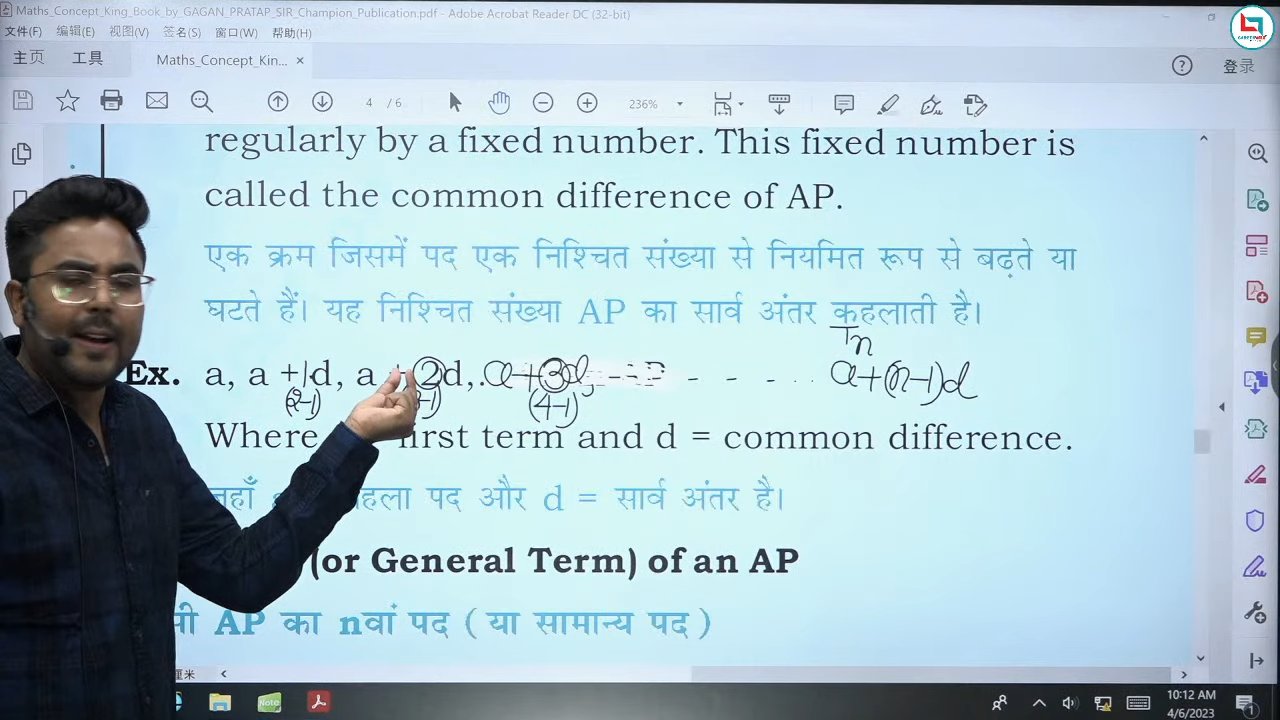 Maths_Concept_King_Book_by_GAGAN_PRATAP_SIR_Champion_Publication.pdf - Adobe Acrobat Reader DC (32-bit)
文件(F) 编辑(E) 视图(V) 签名(S) 窗口(W) 帮助(H)
主页 工具 Maths_Concept_Kin... × 登录
4 / 6 236%
regularly by a fixed number. This fixed number is
called the common difference of AP.
एक क्रम जिसमें पद एक निश्चित संख्या से नियमित रूप से बढ़ते या
घटते हैं। यह निश्चित संख्या AP का सार्व अंतर कहलाती है।
Tn
Ex. a, a + 1d, a + 2d, a+3d, - - - - - a+(n-1)d
(2-1) (4-1)
Where first term and d = common difference.
जहाँ पहला पद और d = सार्व अंतर है।
(or General Term) of an AP
AP का nवां पद ( या सामान्य पद )
厘米
Note
10:12 AM
4/6/2023
1